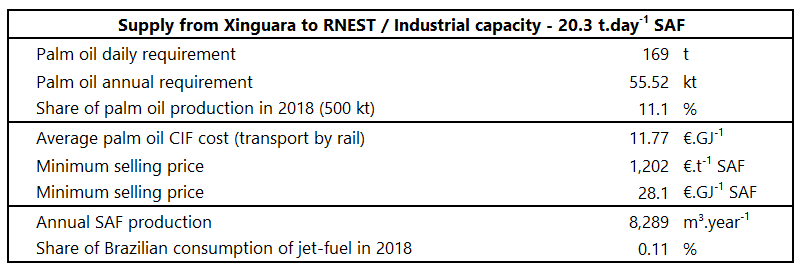 Supply from Xinguara to RNEST / Industrial capacity - 20.3 t.day⁻¹ SAF
Palm oil daily requirement 169 t
Palm oil annual requirement 55.52 kt
Share of palm oil production in 2018 (500 kt) 11.1 %
Average palm oil CIF cost (transport by rail) 11.77 €.GJ⁻¹
Minimum selling price 1,202 €.t⁻¹ SAF
Minimum selling price 28.1 €.GJ⁻¹ SAF
Annual SAF production 8,289 m³.year⁻¹
Share of Brazilian consumption of jet-fuel in 2018 0.11 %